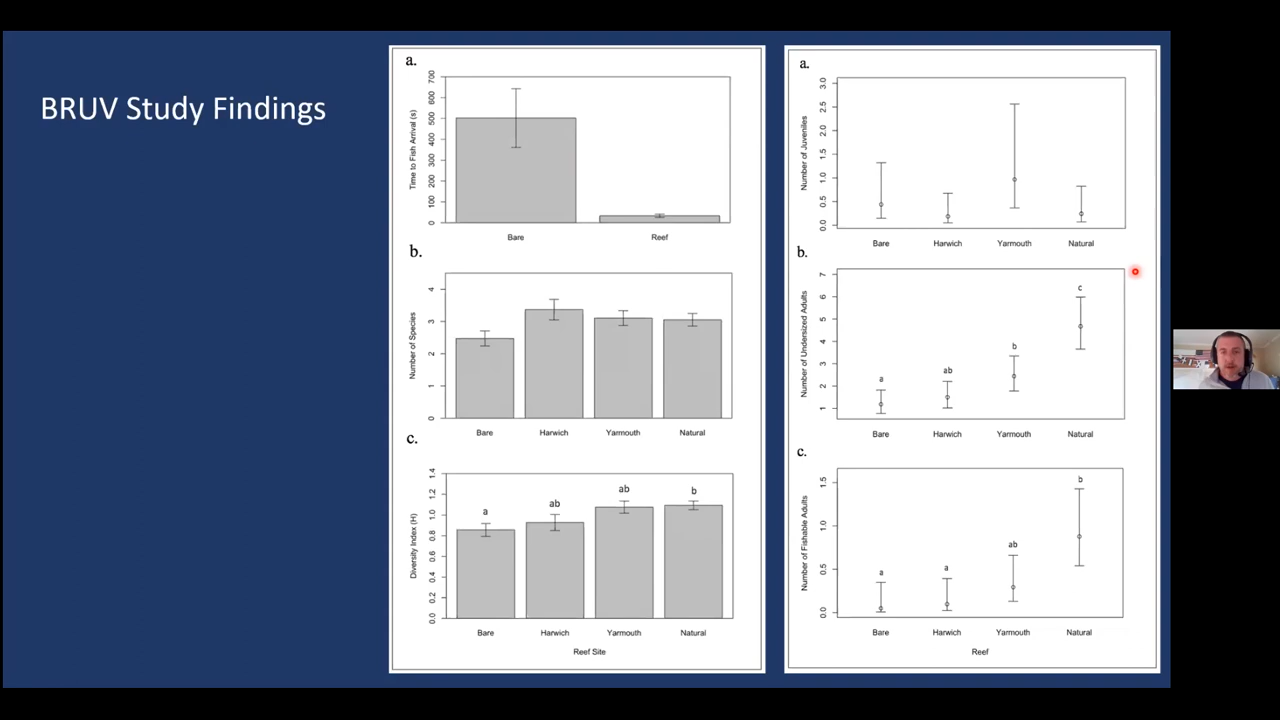 BRUV Study Findings
a.
Time to Fish Arrival (s)
0 100 200 300 400 500 600 700
Bare Reef
b.
Number of Species
0 1 2 3 4
Bare Harwich Yarmouth Natural
c.
Diversity Index (H)
0.0 0.2 0.4 0.6 0.8 1.0 1.2 1.4
a ab ab b
Bare Harwich Yarmouth Natural
Reef Site
a.
Number of Juveniles
0.0 0.5 1.0 1.5 2.0 2.5 3.0
Bare Harwich Yarmouth Natural
b.
Number of Undersized Adults
1 2 3 4 5 6 7
a ab b c
Bare Harwich Yarmouth Natural
c.
Number of Fishable Adults
0.0 0.5 1.0 1.5
a a ab b
Bare Harwich Yarmouth Natural
Reef